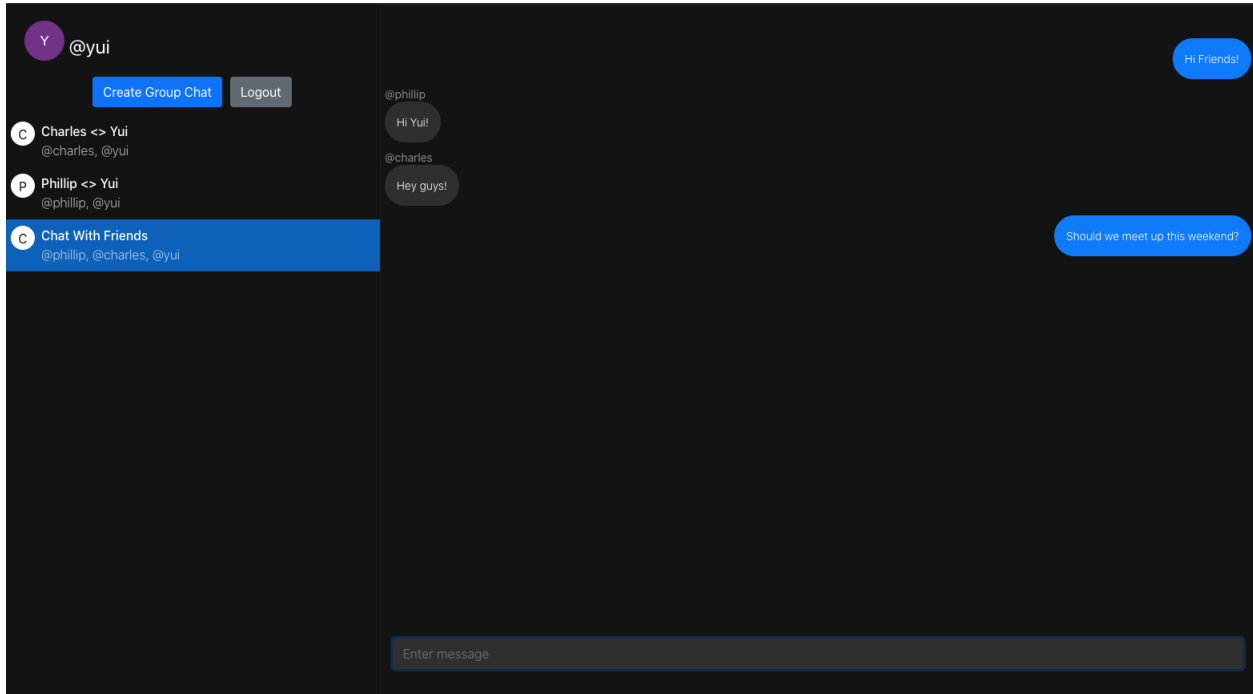 Y
@yui
Create Group Chat
Logout
C
Charles <> Yui
@charles, @yui
P
Phillip <> Yui
@phillip, @yui
C
Chat With Friends
@phillip, @charles, @yui
Hi Friends!
@phillip
Hi Yui!
@charles
Hey guys!
Should we meet up this weekend?
Enter message